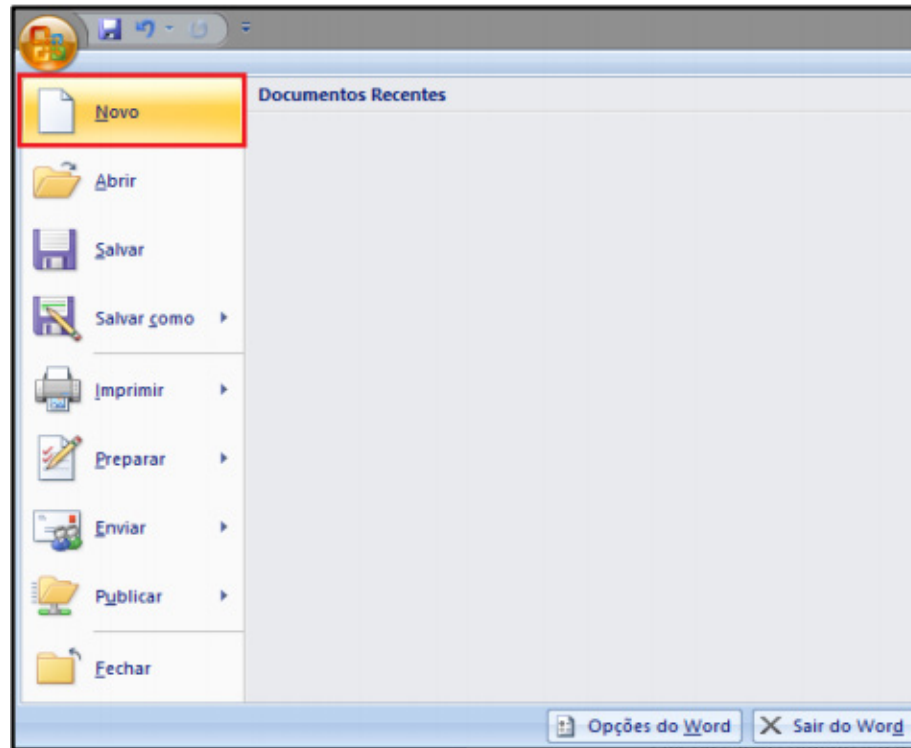 Documentos Recentes
Novo
Abrir
Salvar
Salvar como
Imprimir
Preparar
Enviar
Publicar
Fechar
Opções do Word
Sair do Word